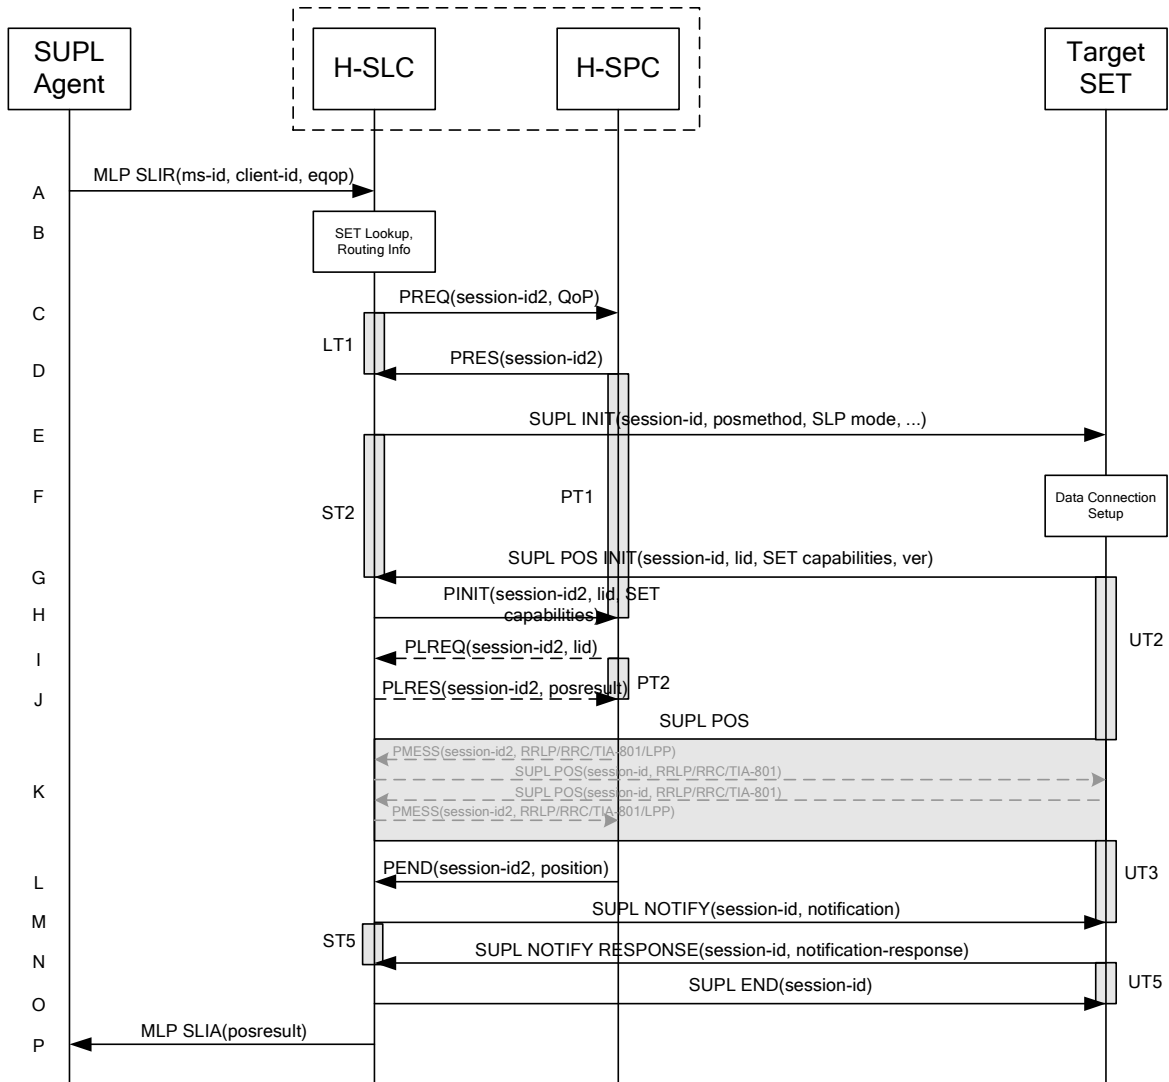 SUPL
Agent
H-SLC
H-SPC
Target
SET
A
MLP SLIR(ms-id, client-id, eqop)
B
SET Lookup,
Routing Info
C
PREQ(session-id2, QoP)
LT1
D
PRES(session-id2)
E
SUPL INIT(session-id, posmethod, SLP mode, ...)
F
ST2
PT1
Data Connection
Setup
G
SUPL POS INIT(session-id, lid, SET capabilities, ver)
H
PINIT(session-id2, lid, SET
capabilities)
I
PLREQ(session-id2, lid)
UT2
J
PLRES(session-id2, posresult)
PT2
SUPL POS
K
PMESS(session-id2, RRLP/RRC/TIA-801/LPP)
SUPL POS(session-id, RRLP/RRC/TIA-801)
SUPL POS(session-id, RRLP/RRC/TIA-801)
PMESS(session-id2, RRLP/RRC/TIA-801/LPP)
L
PEND(session-id2, position)
UT3
M
SUPL NOTIFY(session-id, notification)
ST5
N
SUPL NOTIFY RESPONSE(session-id, notification-response)
UT5
O
SUPL END(session-id)
P
MLP SLIA(posresult)